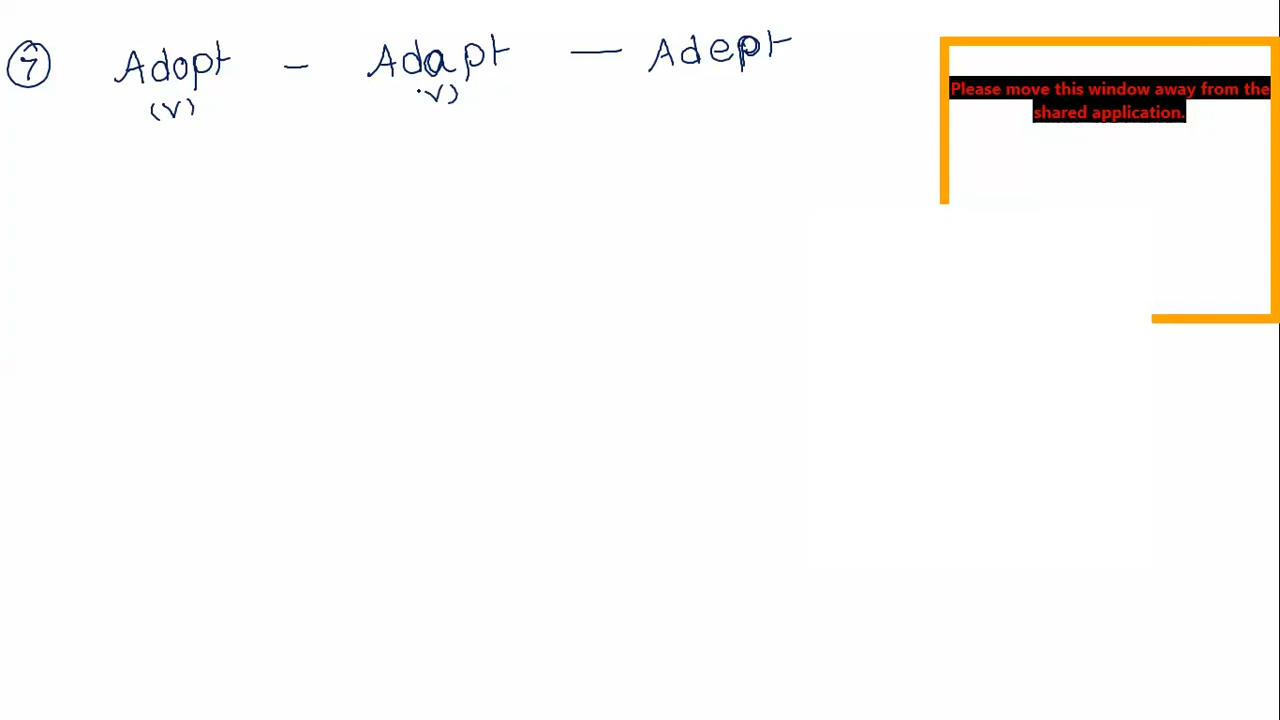 7 Adopt - Adapt — Adept
(V) (V)
Please move this window away from the
shared application.